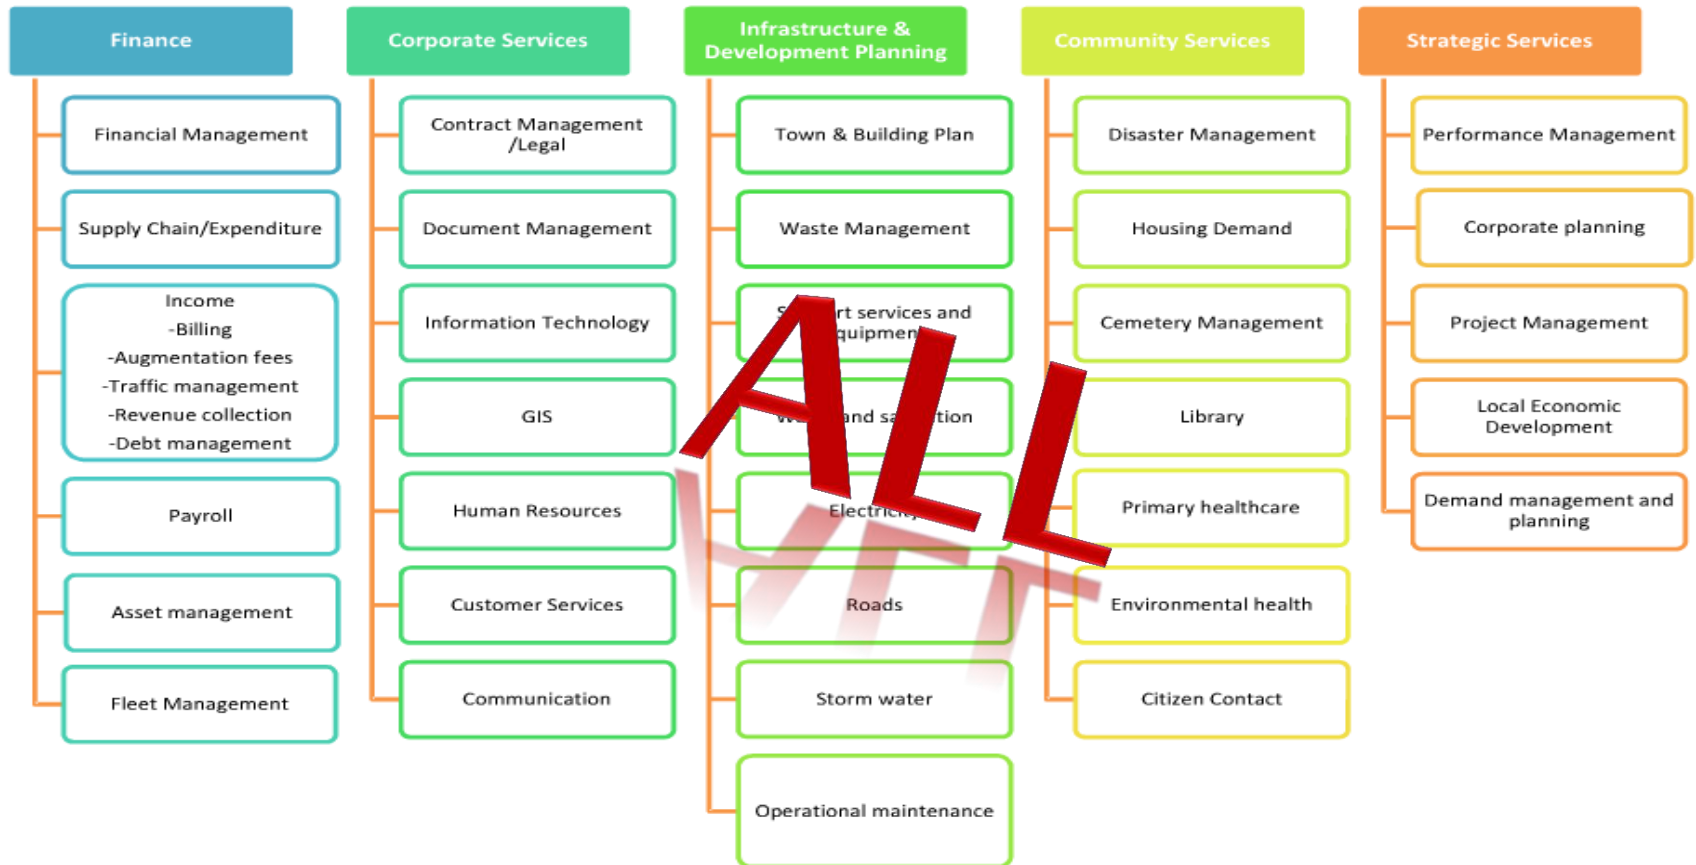 Finance
Financial Management
Supply Chain/Expenditure
Income
-Billing
-Augmentation fees
-Traffic management
-Revenue collection
-Debt management
Payroll
Asset management
Fleet Management
Corporate Services
Contract Management
/Legal
Document Management
Information Technology
GIS
Human Resources
Customer Services
Communication
Infrastructure &
Development Planning
Town & Building Plan
Waste Management
services and
and
Roads
Storm water
Operational maintenance
Community Services
Disaster Management
Housing Demand
Cemetery Management
Library
Primary healthcare
Environmental health
Citizen Contact
Strategic Services
Performance Management
Corporate planning
Project Management
Local Economic
Development
Demand management and
planning
ALL